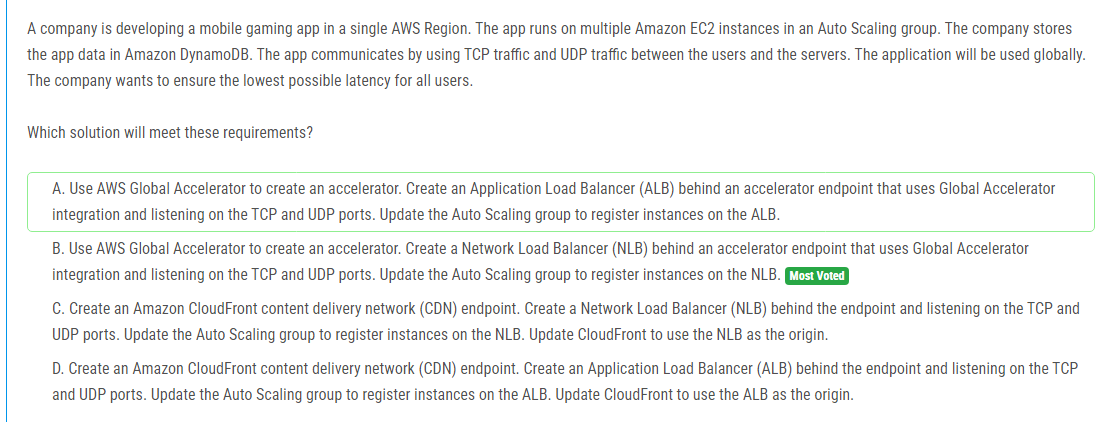 A company is developing a mobile gaming app in a single AWS Region. The app runs on multiple Amazon EC2 instances in an Auto Scaling group. The company stores
the app data in Amazon DynamoDB. The app communicates by using TCP traffic and UDP traffic between the users and the servers. The application will be used globally.
The company wants to ensure the lowest possible latency for all users.
Which solution will meet these requirements?
A. Use AWS Global Accelerator to create an accelerator. Create an Application Load Balancer (ALB) behind an accelerator endpoint that uses Global Accelerator
integration and listening on the TCP and UDP ports. Update the Auto Scaling group to register instances on the ALB.
B. Use AWS Global Accelerator to create an accelerator. Create a Network Load Balancer (NLB) behind an accelerator endpoint that uses Global Accelerator
integration and listening on the TCP and UDP ports. Update the Auto Scaling group to register instances on the NLB. Most Voted
C. Create an Amazon CloudFront content delivery network (CDN) endpoint. Create a Network Load Balancer (NLB) behind the endpoint and listening on the TCP and
UDP ports. Update the Auto Scaling group to register instances on the NLB. Update CloudFront to use the NLB as the origin.
D. Create an Amazon CloudFront content delivery network (CDN) endpoint. Create an Application Load Balancer (ALB) behind the endpoint and listening on the TCP
and UDP ports. Update the Auto Scaling group to register instances on the ALB. Update CloudFront to use the ALB as the origin.